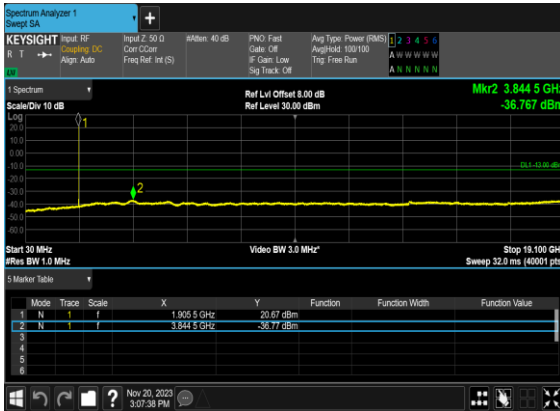 Spectrum Analyzer 1
Swept SA
KEYSIGHT Input: RF Input Z: 50 Ω #Atten: 40 dB PNO: Fast Avg Type: Power (RMS) 1 2 3 4 5 6
R T Coupling: DC Corr CCorr Gate: Off Avg|Hold: 100/100 A W W W W W
Align: Auto Freq Ref: Int (S) IF Gain: Low Trig: Free Run
Sig Track: Off A N N N N N
1 Spectrum Ref Lvl Offset 8.00 dB Mkr2 3.844 5 GHz
Scale/Div 10 dB Ref Level 30.00 dBm -36.767 dBm
Log
20.0 1
10.0
0.00
-10.0 DL1 -13.00 dBm
-20.0
-30.0 2
-40.0
-50.0
-60.0
Start 30 MHz Video BW 3.0 MHz* Stop 19.100 GHz
#Res BW 1.0 MHz Sweep 32.0 ms (40001 pts)
5 Marker Table
Mode Trace Scale X Y Function Function Width Function Value
1 N 1 f 1.905 5 GHz 20.67 dBm
2 N 1 f 3.844 5 GHz -36.77 dBm
3
4
5
6
? Nov 20, 2023
3:07:38 PM